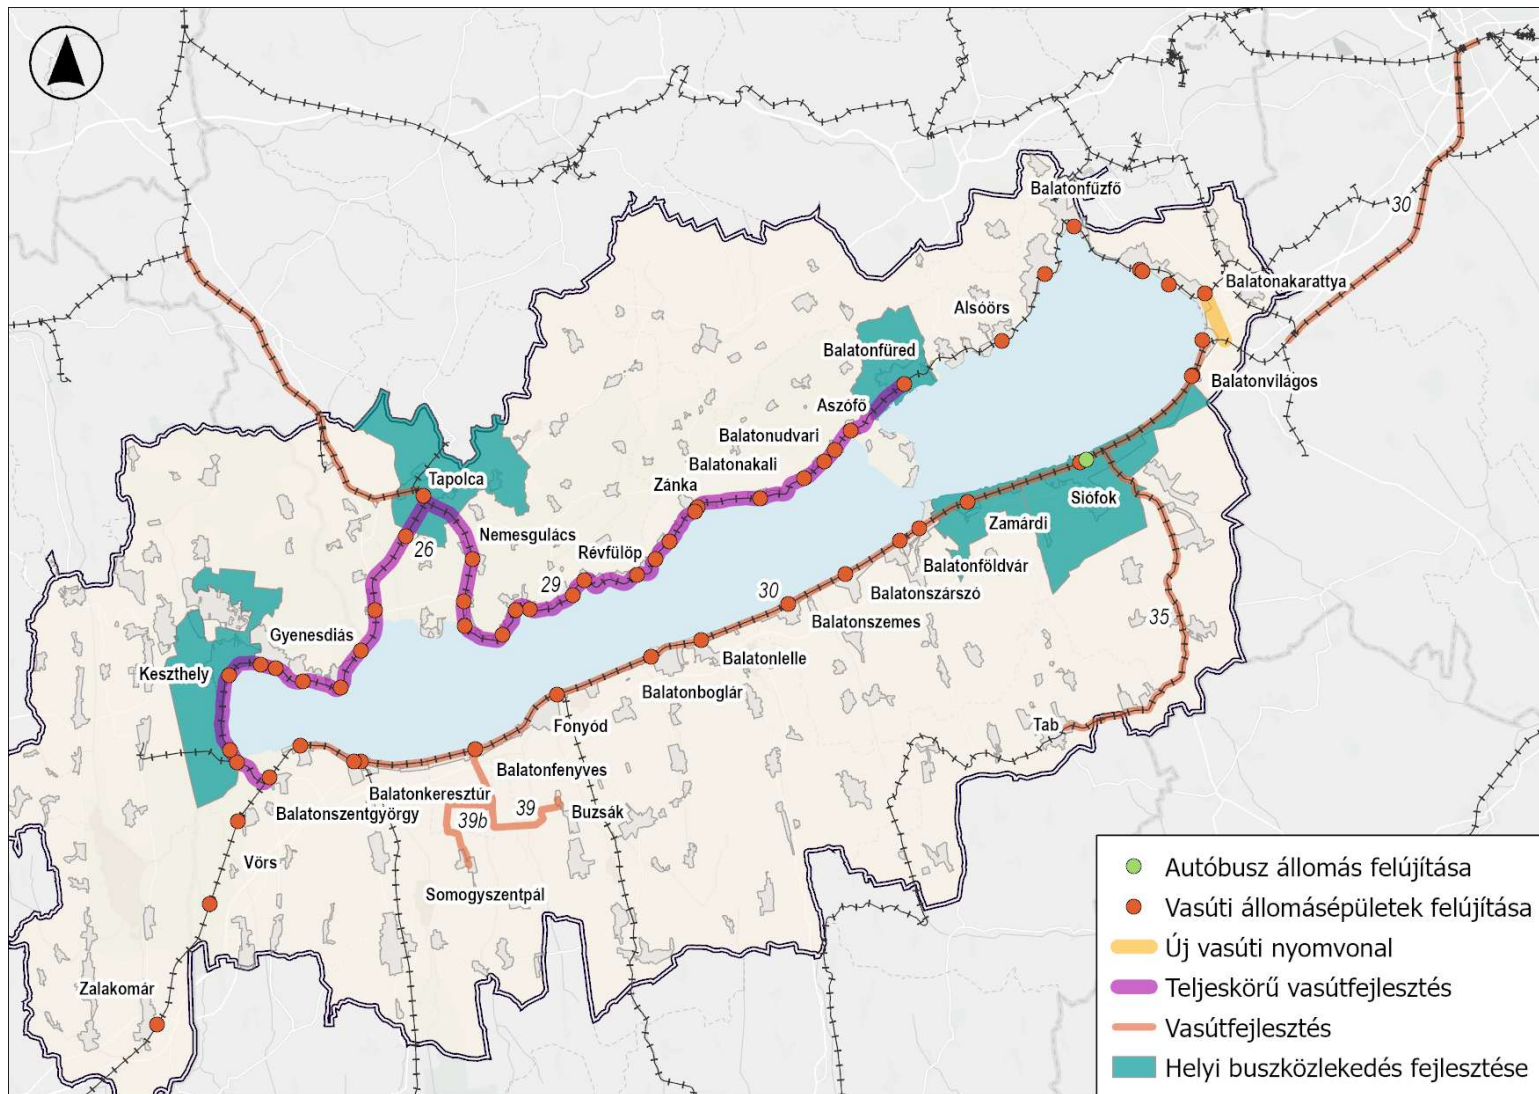 Balatonfűzfő
30
Balatonakarattya
Alsóörs
Balatonfüred
Balatonvilágos
Aszófő
Balatonudvari
Balatonakali
Tapolca
Zánka
Siófok
Zamárdi
Nemesgulács
26
Révfülöp
Balatonföldvár
29
30
Balatonszárszó
35
Balatonszemes
Gyenesdiás
Keszthely
Balatonlelle
Balatonboglár
Fonyód
Tab
Balatonfenyves
Balatonkeresztúr
39
Balatonszentgyörgy
39b
Buzsák
Vörs
Somogyszentpál
Zalakomár
Autóbusz állomás felújítása
Vasúti állomásépületek felújítása
Új vasúti nyomvonal
Teljeskörű vasútfejlesztés
Vasútfejlesztés
Helyi buszközlekedés fejlesztése